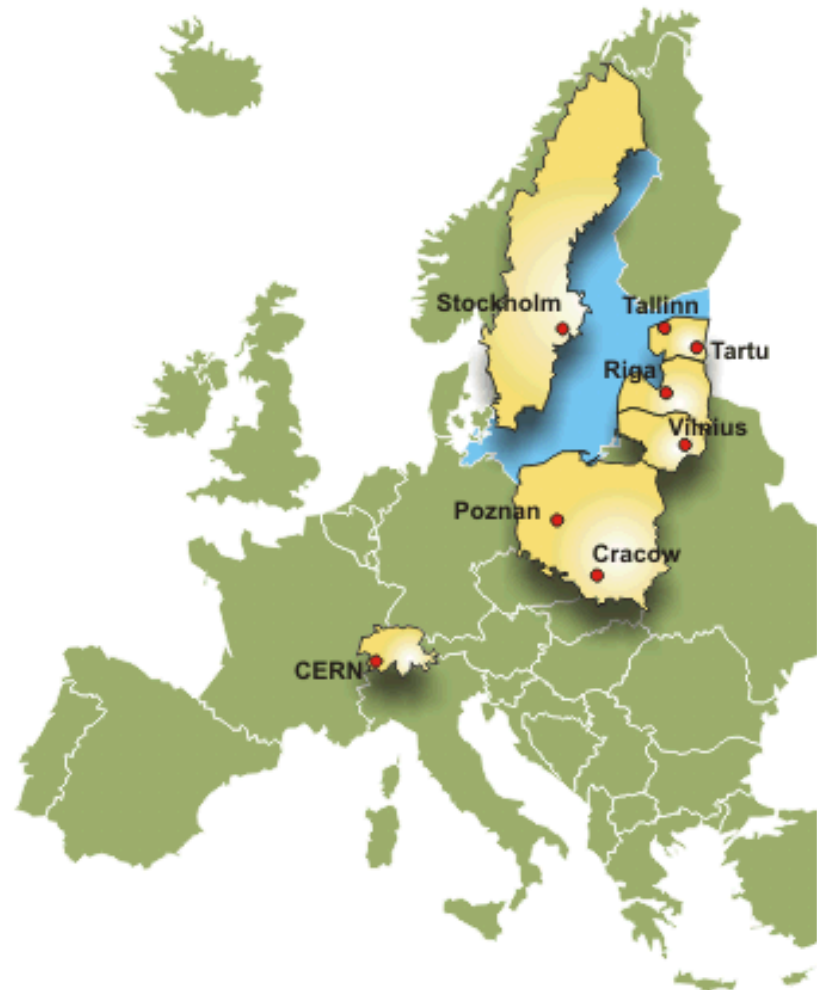 Stockholm
Tallinn
Tartu
Riga
Vilnius
Poznan
Cracow
CERN